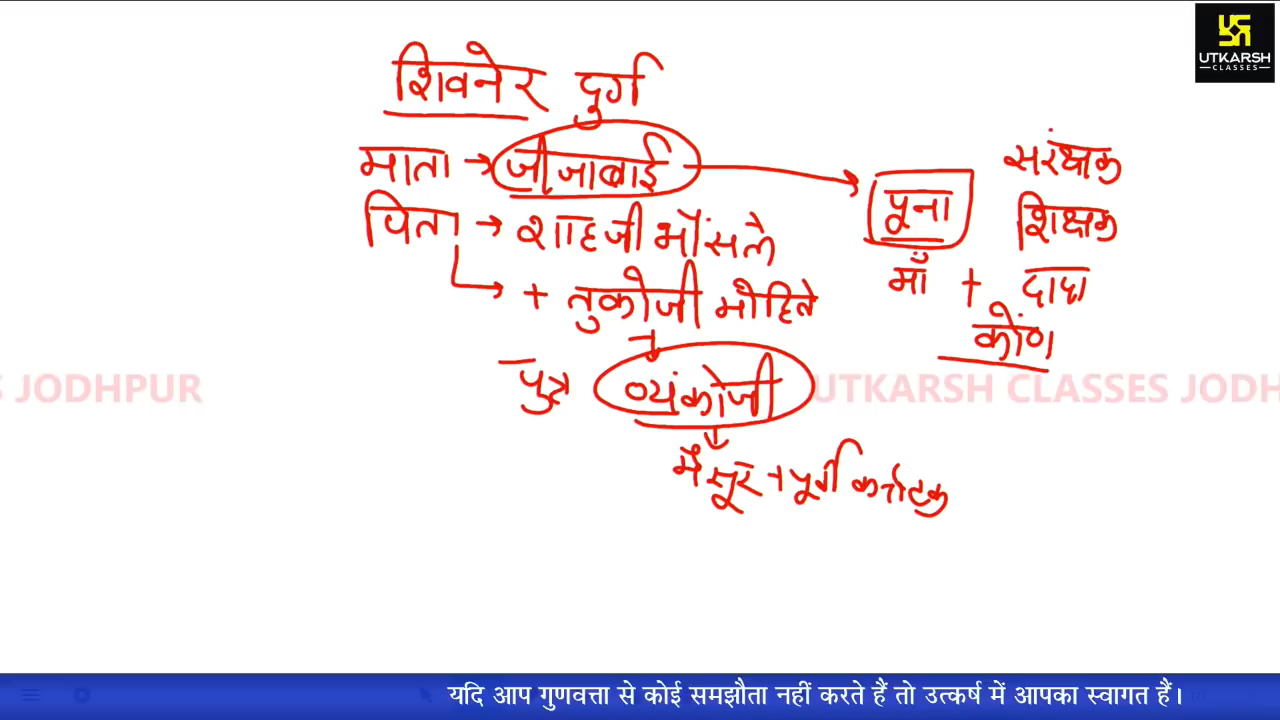 UTKARSH
CLASSES
शिवनेर दुर्ग
माता → जीजाबाई → पूना
संरक्षक
शिक्षक
पिता → शाहजी भोंसले
माँ + दादा
कोंण
+ तुकोजी मोहिते
पुत्र व्यंकोजी
मैसूर + पूर्वी कर्नाटक
ES JODHPUR
UTKARSH CLASSES JODH
यदि आप गुणवत्ता से कोई समझौता नहीं करते हैं तो उत्कर्ष में आपका स्वागत हैं।